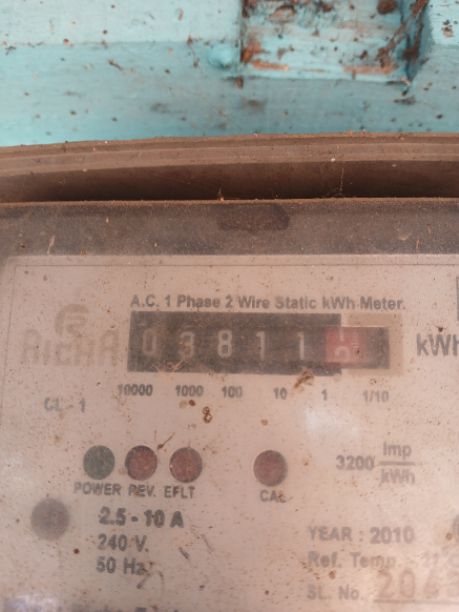 A.C. 1 Phase 2 Wire Static kWh Meter.
RICHA 03811 kWh
10000 1000 100 10 1 1/10
CL - 1
3200 Imp/kWh
POWER REV. EFLT CAL
2.5 - 10 A
240 V.
50 Hz
YEAR : 2010
Ref. Temp
SL. No.